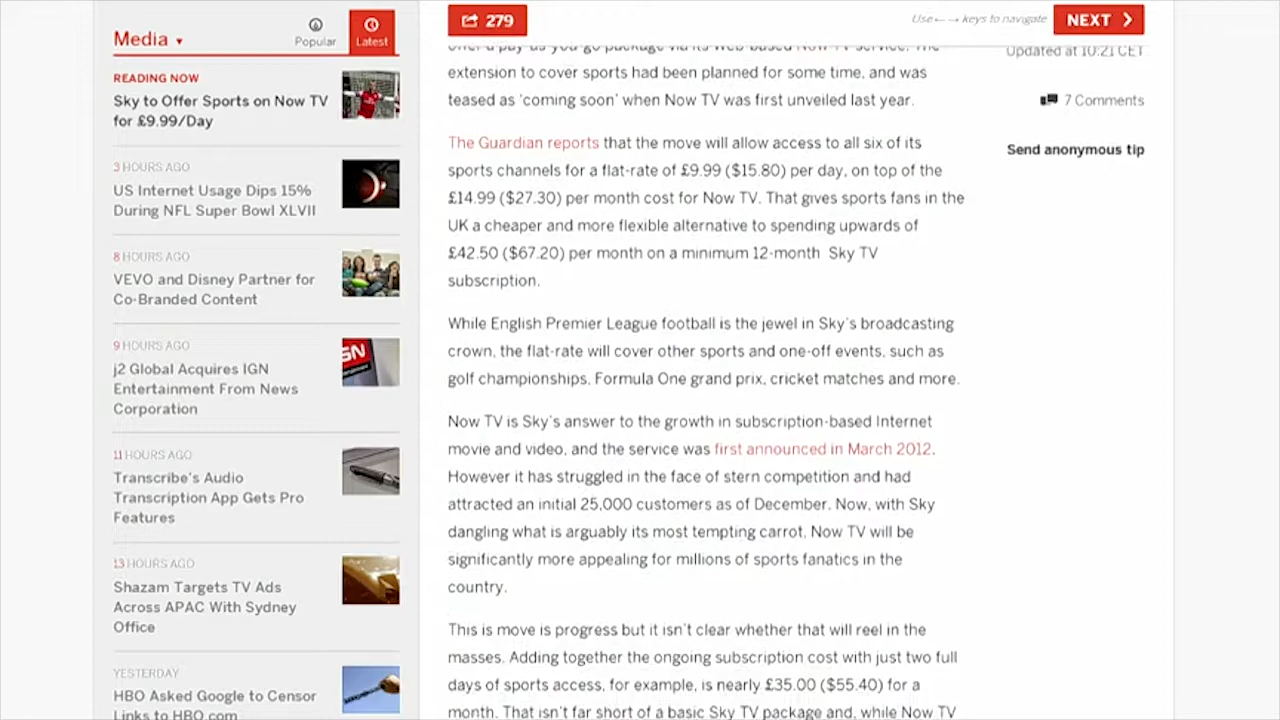 Media
Popular
Latest
279
Use ← → keys to navigate
NEXT
READING NOW
Sky to Offer Sports on Now TV
for £9.99/Day
3 HOURS AGO
US Internet Usage Dips 15%
During NFL Super Bowl XLVII
8 HOURS AGO
VEVO and Disney Partner for
Co-Branded Content
9 HOURS AGO
j2 Global Acquires IGN
Entertainment From News
Corporation
GN
11 HOURS AGO
Transcribe's Audio
Transcription App Gets Pro
Features
13 HOURS AGO
Shazam Targets TV Ads
Across APAC With Sydney
Office
YESTERDAY
HBO Asked Google to Censor
Links to HBO.com
offer a pay-as-you-go package via its web-based Now TV service. The
extension to cover sports had been planned for some time, and was
teased as 'coming soon' when Now TV was first unveiled last year.
The Guardian reports that the move will allow access to all six of its
sports channels for a flat-rate of £9.99 ($15.80) per day, on top of the
£14.99 ($27.30) per month cost for Now TV. That gives sports fans in the
UK a cheaper and more flexible alternative to spending upwards of
£42.50 ($67.20) per month on a minimum 12-month Sky TV
subscription.
While English Premier League football is the jewel in Sky's broadcasting
crown, the flat-rate will cover other sports and one-off events, such as
golf championships, Formula One grand prix, cricket matches and more.
Now TV is Sky's answer to the growth in subscription-based Internet
movie and video, and the service was first announced in March 2012.
However it has struggled in the face of stern competition and had
attracted an initial 25,000 customers as of December. Now, with Sky
dangling what is arguably its most tempting carrot, Now TV will be
significantly more appealing for millions of sports fanatics in the
country.
This is move is progress but it isn't clear whether that will reel in the
masses. Adding together the ongoing subscription cost with just two full
days of sports access, for example, is nearly £35.00 ($55.40) for a
month. That isn't far short of a basic Sky TV package and, while Now TV
Updated at 10:21 CET
7 Comments
Send anonymous tip